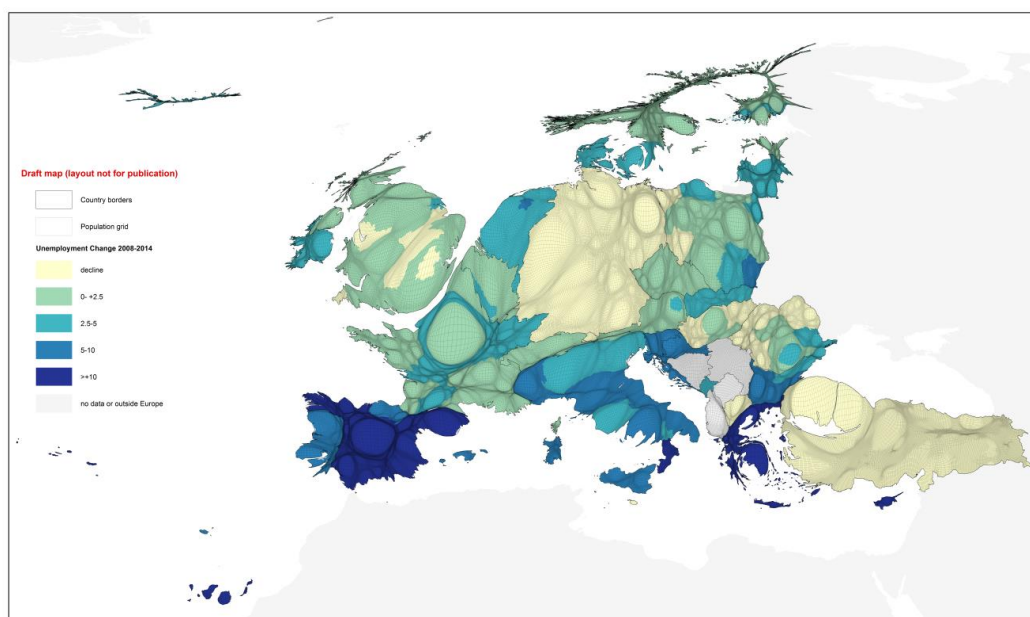 Draft map (layout not for publication)
Country borders
Population grid
Unemployment Change 2008-2014
decline
0- +2.5
2.5-5
5-10
>+10
no data or outside Europe